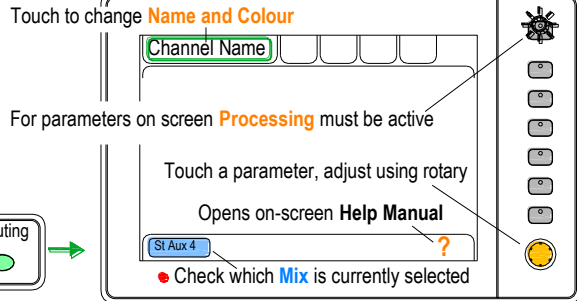 Touch to change Name and Colour
Channel Name
For parameters on screen Processing must be active
Touch a parameter, adjust using rotary
Opens on-screen Help Manual
uting
St Aux 4
?
Check which Mix is currently selected